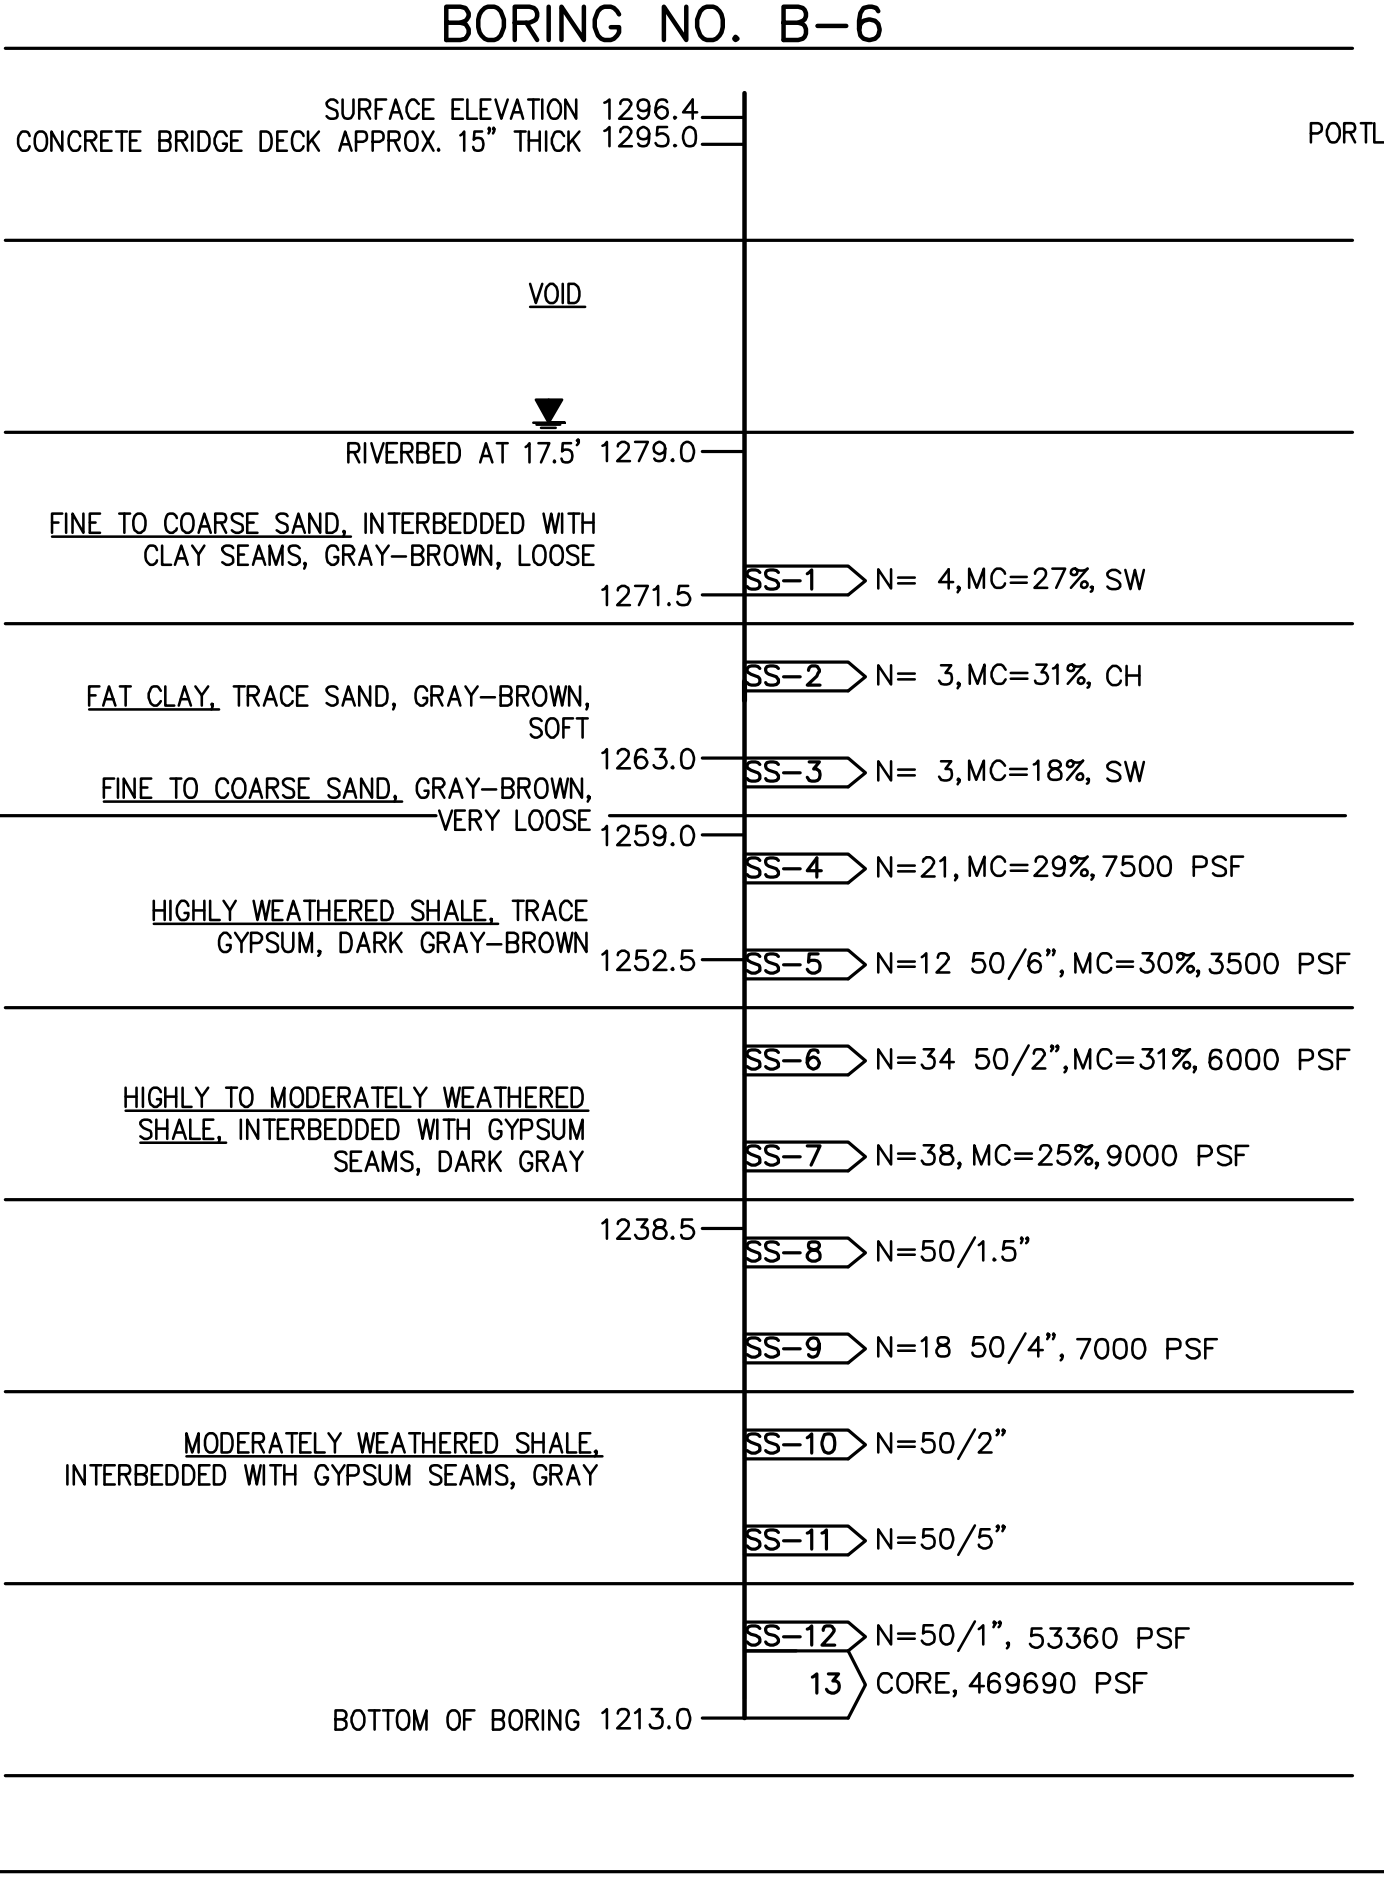 BORING NO. B-6
SURFACE ELEVATION 1296.4
CONCRETE BRIDGE DECK APPROX. 15" THICK 1295.0
PORTL
VOID
RIVERBED AT 17.5' 1279.0
FINE TO COARSE SAND, INTERBEDDED WITH
CLAY SEAMS, GRAY-BROWN, LOOSE
SS-1 N= 4, MC=27%, SW
1271.5
SS-2 N= 3, MC=31%, CH
FAT CLAY, TRACE SAND, GRAY-BROWN,
SOFT
1263.0
SS-3 N= 3, MC=18%, SW
FINE TO COARSE SAND, GRAY-BROWN,
VERY LOOSE
1259.0
SS-4 N=21, MC=29%, 7500 PSF
HIGHLY WEATHERED SHALE, TRACE
GYPSUM, DARK GRAY-BROWN
1252.5
SS-5 N=12 50/6", MC=30%, 3500 PSF
SS-6 N=34 50/2", MC=31%, 6000 PSF
HIGHLY TO MODERATELY WEATHERED
SHALE, INTERBEDDED WITH GYPSUM
SEAMS, DARK GRAY
SS-7 N=38, MC=25%, 9000 PSF
1238.5
SS-8 N=50/1.5"
SS-9 N=18 50/4", 7000 PSF
MODERATELY WEATHERED SHALE,
INTERBEDDED WITH GYPSUM SEAMS, GRAY
SS-10 N=50/2"
SS-11 N=50/5"
SS-12 N=50/1", 53360 PSF
13 CORE, 469690 PSF
BOTTOM OF BORING 1213.0